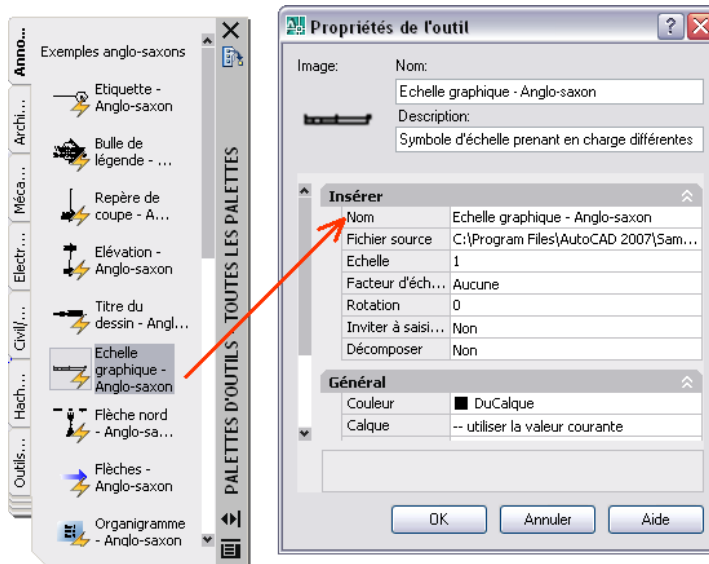 Anno...
Archi...
Méca...
Electr...
Civil/...
Hach...
Outils...
Exemples anglo-saxons
Etiquette -
Anglo-saxon
Bulle de
légende - ...
Repère de
coupe - A...
Elévation -
Anglo-saxon
Titre du
dessin - Angl...
Echelle
graphique -
Anglo-saxon
Flèche nord
- Anglo-sa...
Flèches -
Anglo-saxon
Organigramme
- Anglo-saxon
PALETTES D'OUTILS - TOUTES LES PALETTES
Propriétés de l'outil
Image:
Nom:
Echelle graphique - Anglo-saxon
Description:
Symbole d'échelle prenant en charge différentes
Insérer
Nom Echelle graphique - Anglo-saxon
Fichier source C:\Program Files\AutoCAD 2007\Sam...
Echelle 1
Facteur d'éch... Aucune
Rotation 0
Inviter à saisi... Non
Décomposer Non
Général
Couleur DuCalque
Calque -- utiliser la valeur courante
OK Annuler Aide